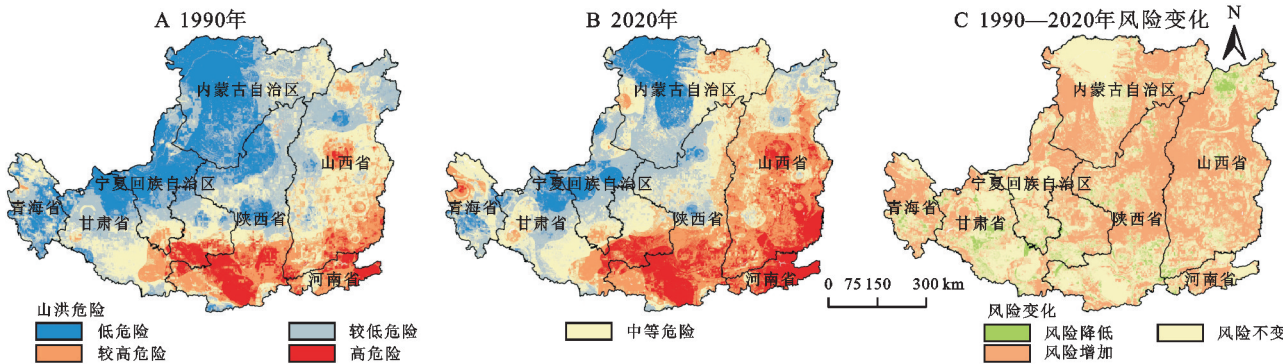 A 1990年
B 2020年
C 1990—2020年风险变化
N
内蒙古自治区
山西省
宁夏回族自治区
青海省
甘肃省
陕西省
河南省
内蒙古自治区
山西省
宁夏回族自治区
青海省
甘肃省
陕西省
河南省
内蒙古自治区
山西省
宁夏回族自治区
青海省
甘肃省
陕西省
河南省
0 75 150 300 km
山洪危险
低危险
较低危险
中等危险
较高危险
高危险
风险变化
风险降低
风险不变
风险增加